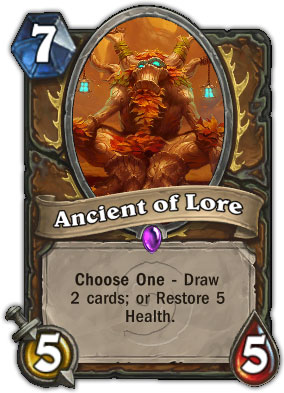 7
Ancient of Lore
Choose One - Draw
2 cards; or Restore 5
Health.
5 5